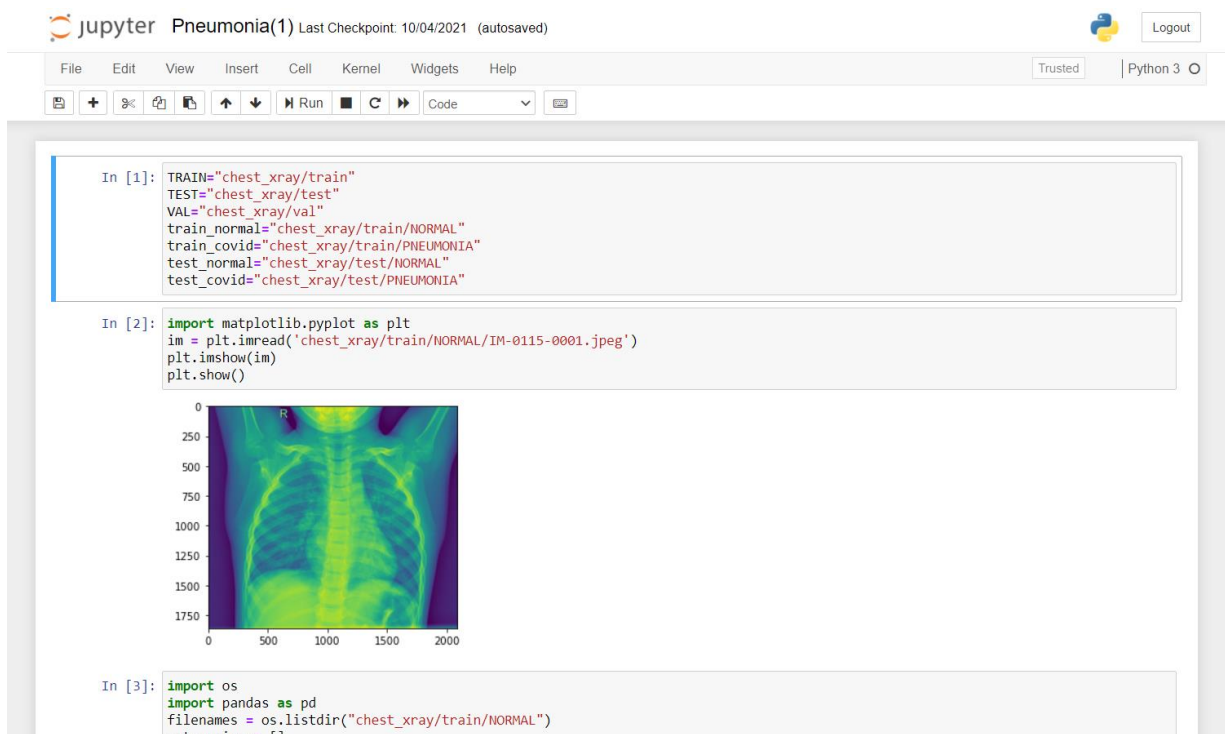 jupyter Pneumonia(1) Last Checkpoint: 10/04/2021 (autosaved)
Logout
File Edit View Insert Cell Kernel Widgets Help
Trusted Python 3
Run Code
In [1]: TRAIN="chest_xray/train"
TEST="chest_xray/test"
VAL="chest_xray/val"
train_normal="chest_xray/train/NORMAL"
train_covid="chest_xray/train/PNEUMONIA"
test_normal="chest_xray/test/NORMAL"
test_covid="chest_xray/test/PNEUMONIA"
In [2]: import matplotlib.pyplot as plt
im = plt.imread('chest_xray/train/NORMAL/IM-0115-0001.jpeg')
plt.imshow(im)
plt.show()
R
0
250
500
750
1000
1250
1500
1750
0 500 1000 1500 2000
In [3]: import os
import pandas as pd
filenames = os.listdir("chest_xray/train/NORMAL")